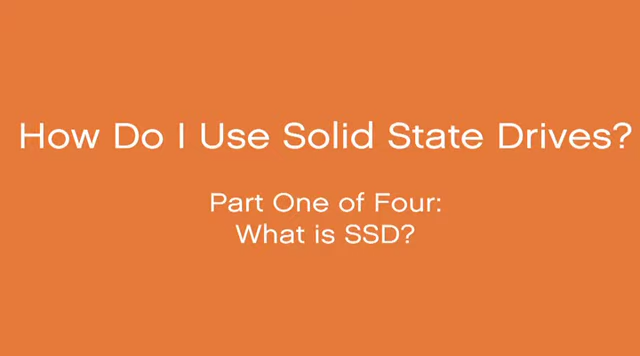 How Do I Use Solid State Drives?
Part One of Four:
What is SSD?